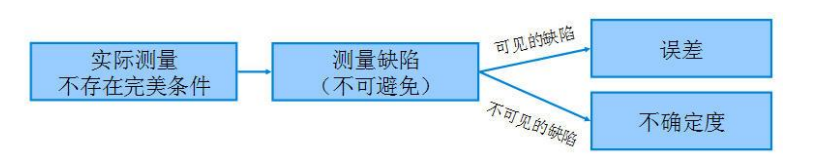 实际测量
不存在完美条件
测量缺陷
（不可避免）
可见的缺陷
误差
不可见的缺陷
不确定度